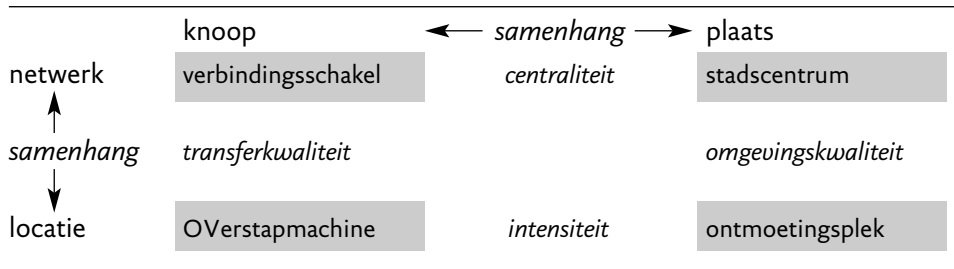 knoop samenhang plaats
netwerk verbindingsschakel centraliteit stadscentrum
samenhang transferkwaliteit omgevingskwaliteit
locatie OVerstapmachine intensiteit ontmoetingsplek